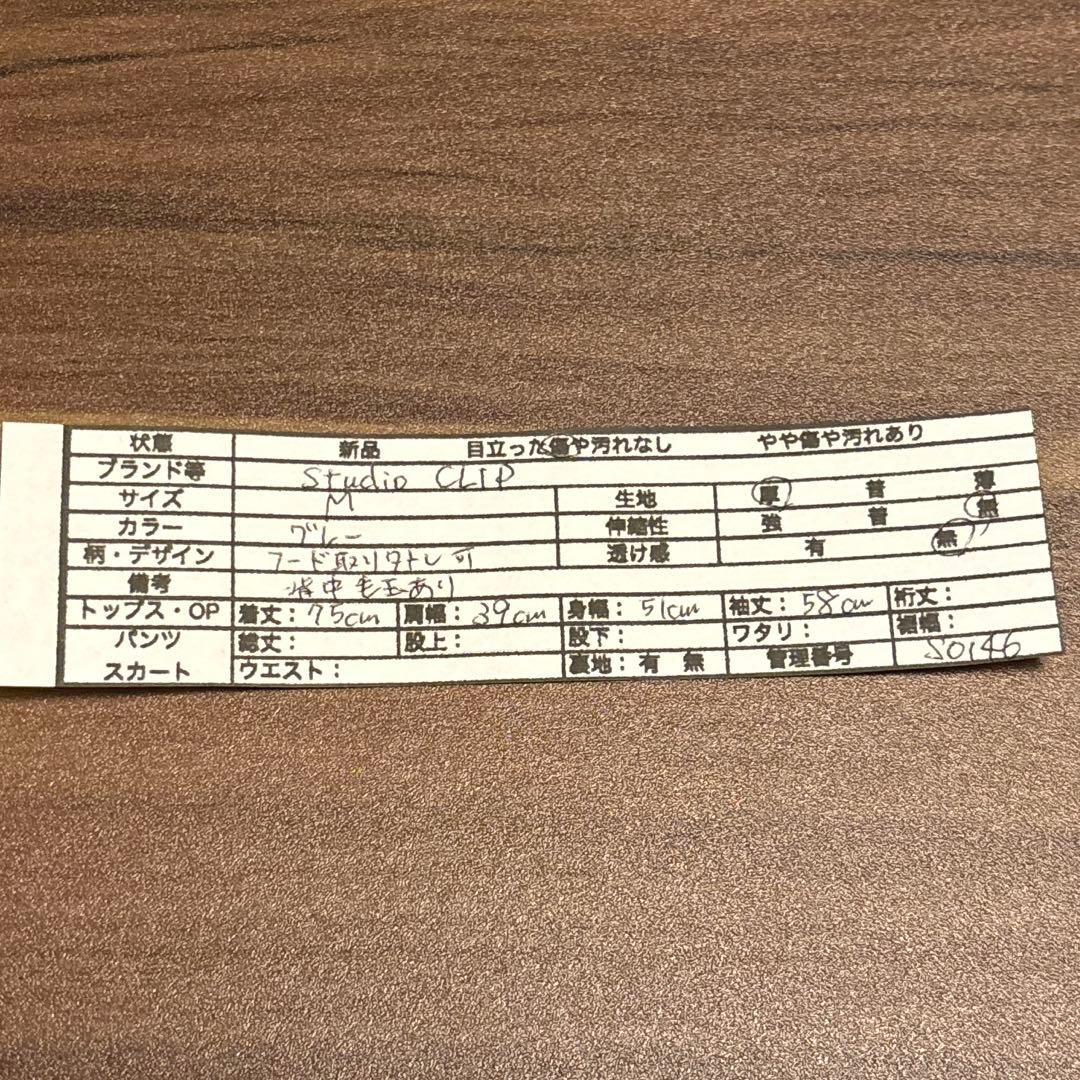 状態 新品 目立った傷や汚れなし やや傷や汚れあり
ブランド等 Studio CLIP
サイズ M 生地 厚 普 薄
カラー グレー 伸縮性 強 普 無
柄・デザイン フード取り外し可 透け感 有 無
備考 背中毛玉あり
トップス・OP 着丈：75cm 肩幅：39cm 身幅：51cm 袖丈：58cm 裄丈：
パンツ 総丈： 股上： 股下： ワタリ： 裾幅：
スカート ウエスト： 裏地：有 無 管理番号 S0146